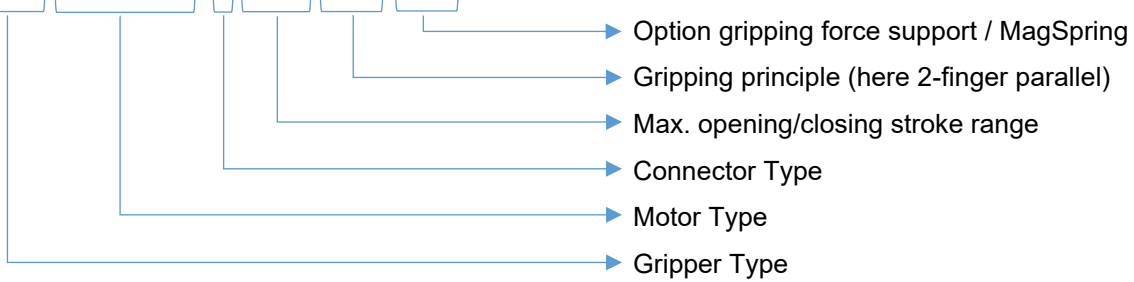 Option gripping force support / MagSpring
Gripping principle (here 2-finger parallel)
Max. opening/closing stroke range
Connector Type
Motor Type
Gripper Type